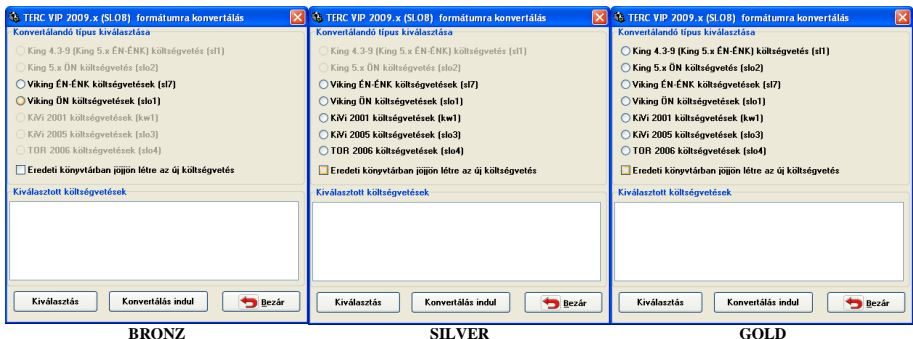 TERC VIP 2009.x (SLO8) formátumra konvertálás
Konvertálandó típus kiválasztása
King 4.3-9 (King 5.x ÉN-ÉNK) költségvetés (sl1)
King 5.x ÖN költségvetés (slo2)
Viking ÉN-ÉNK költségvetések (sl7)
Viking ÖN költségvetések (slo1)
KiVi 2001 költségvetések (kw1)
KiVi 2005 költségvetések (slo3)
TOR 2006 költségvetések (slo4)
Eredeti könyvtárban jöjjön létre az új költségvetés
Kiválasztott költségvetések
Kiválasztás Konvertálás indul Bezár
BRONZ
TERC VIP 2009.x (SLO8) formátumra konvertálás
Konvertálandó típus kiválasztása
King 4.3-9 (King 5.x ÉN-ÉNK) költségvetés (sl1)
King 5.x ÖN költségvetés (slo2)
Viking ÉN-ÉNK költségvetések (sl7)
Viking ÖN költségvetések (slo1)
KiVi 2001 költségvetések (kw1)
KiVi 2005 költségvetések (slo3)
TOR 2006 költségvetések (slo4)
Eredeti könyvtárban jöjjön létre az új költségvetés
Kiválasztott költségvetések
Kiválasztás Konvertálás indul Bezár
SILVER
TERC VIP 2009.x (SLO8) formátumra konvertálás
Konvertálandó típus kiválasztása
King 4.3-9 (King 5.x ÉN-ÉNK) költségvetés (sl1)
King 5.x ÖN költségvetés (slo2)
Viking ÉN-ÉNK költségvetések (sl7)
Viking ÖN költségvetések (slo1)
KiVi 2001 költségvetések (kw1)
KiVi 2005 költségvetések (slo3)
TOR 2006 költségvetések (slo4)
Eredeti könyvtárban jöjjön létre az új költségvetés
Kiválasztott költségvetések
Kiválasztás Konvertálás indul Bezár
GOLD